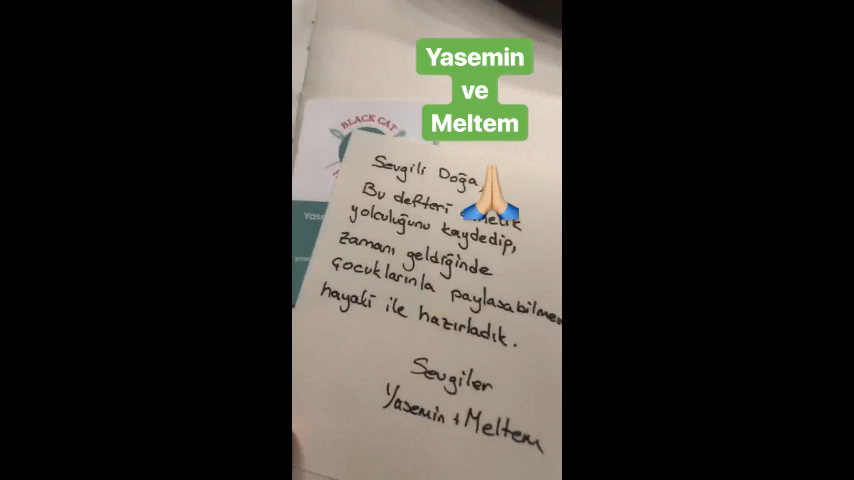 Yasemin
ve
Meltem
BLACK CAT
Yase
Sevgili Doğa,
Bu defteri
yolculuğunu kaydedip,
zamanı geldiğinde
çocuklarınla paylaşabilmen
hayali ile hazırladık.
Sevgiler
Yasemin + Meltem